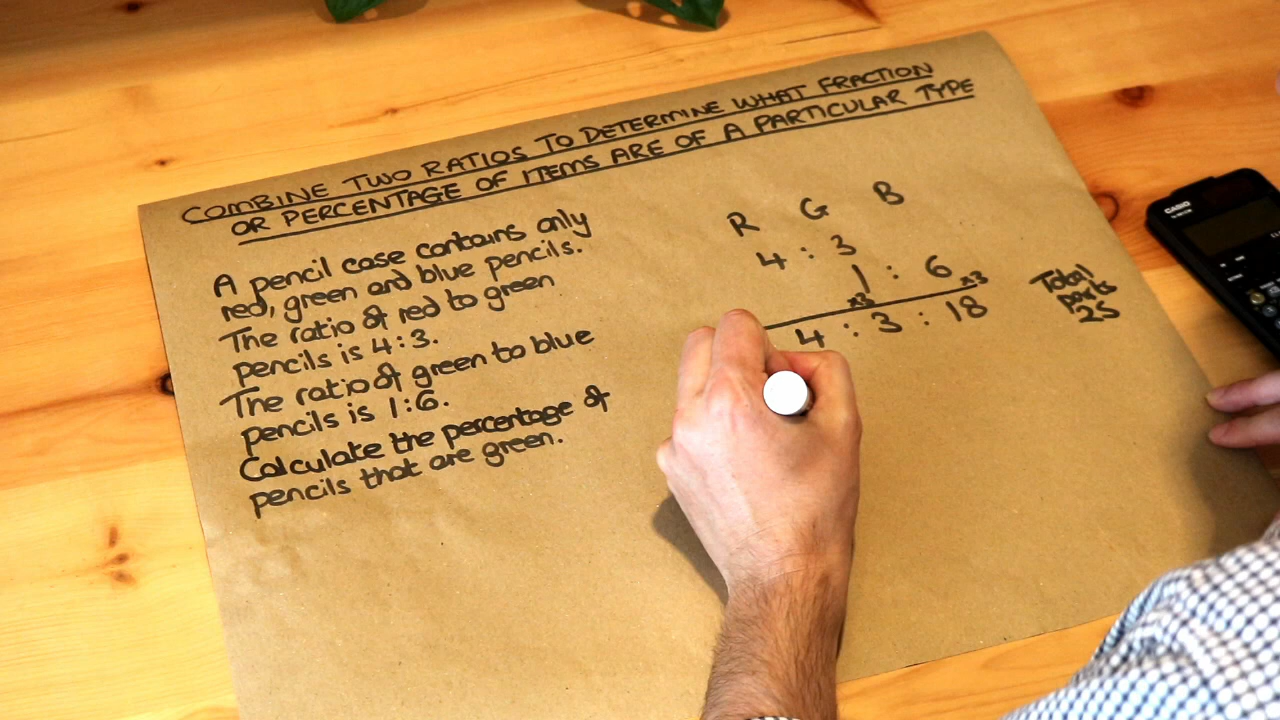 COMBINE TWO RATIOS TO DETERMINE WHAT FRACTION
OR PERCENTAGE OF ITEMS ARE OF A PARTICULAR TYPE
A pencil case contains only
red, green and blue pencils.
The ratio of red to green
pencils is 4:3.
The ratio of green to blue
pencils is 1:6.
Calculate the percentage of
pencils that are green.
R G B
4 : 3
1 : 6
×3 ×3
4 : 3 : 18
Total
parts
25
CASIO